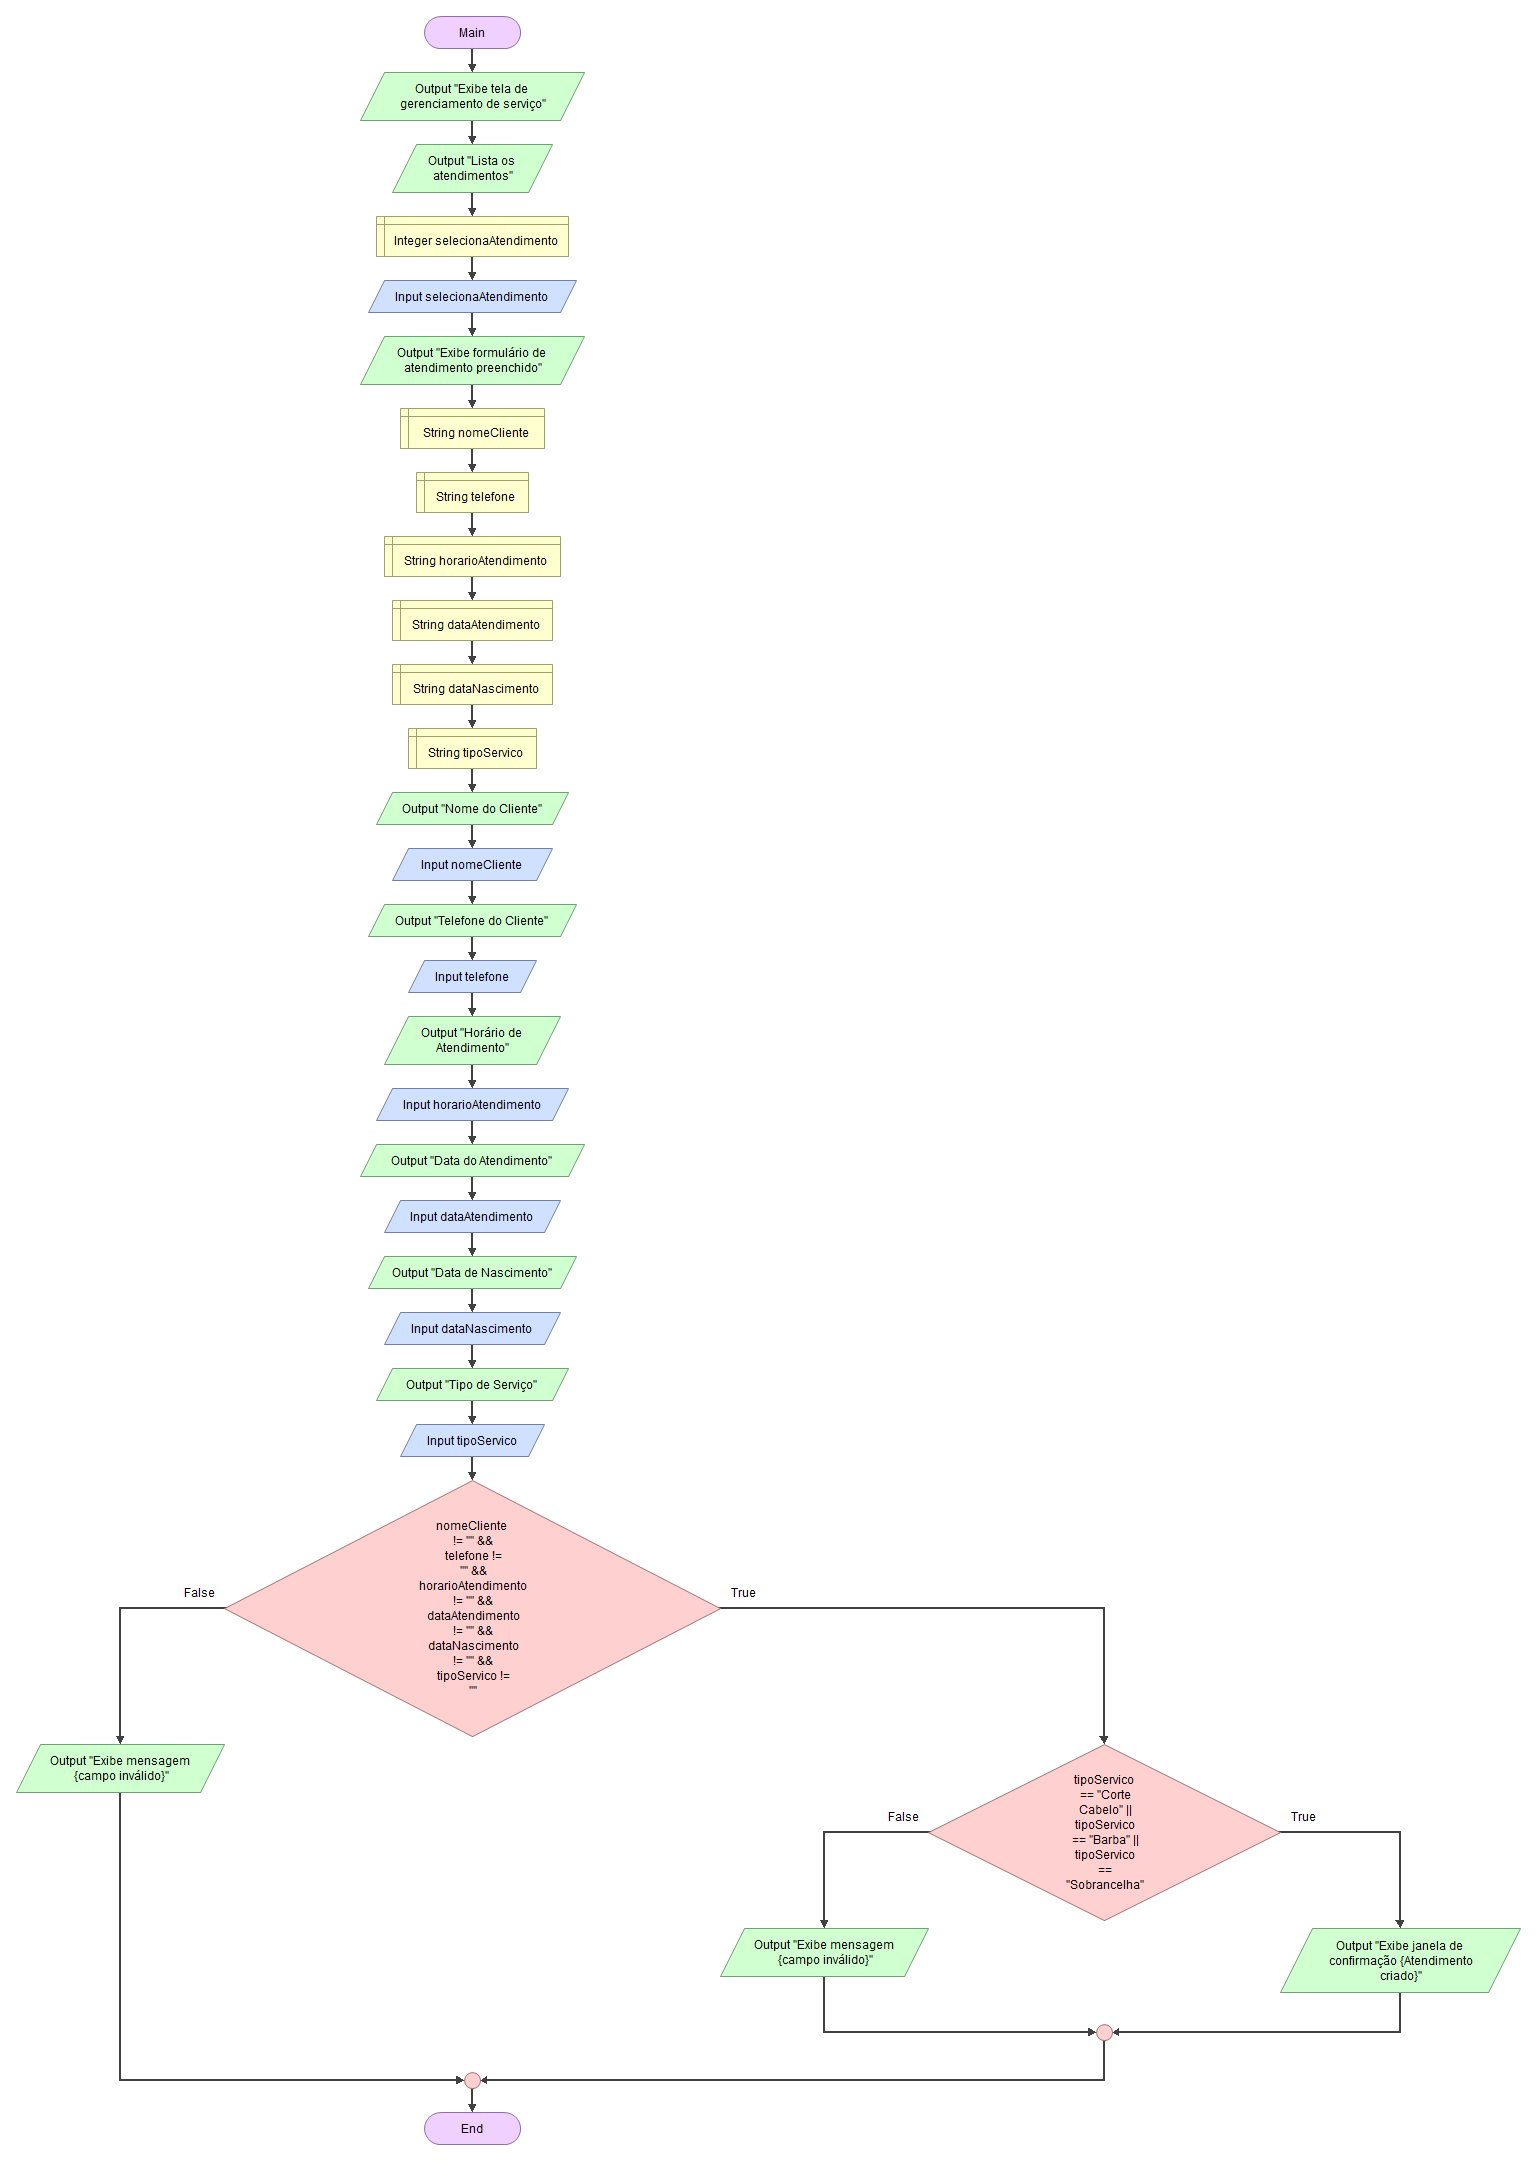 Main
Output "Exibe tela de
gerenciamento de serviço"
Output "Lista os
atendimentos"
Integer selecionaAtendimento
Input selecionaAtendimento
Output "Exibe formulário de
atendimento preenchido"
String nomeCliente
String telefone
String horarioAtendimento
String dataAtendimento
String dataNascimento
String tipoServico
Output "Nome do Cliente"
Input nomeCliente
Output "Telefone do Cliente"
Input telefone
Output "Horário de
Atendimento"
Input horarioAtendimento
Output "Data do Atendimento"
Input dataAtendimento
Output "Data de Nascimento"
Input dataNascimento
Output "Tipo de Serviço"
Input tipoServico
nomeCliente
!= "" &&
telefone !=
"" &&
horarioAtendimento
!= "" &&
dataAtendimento
!= "" &&
dataNascimento
!= "" &&
tipoServico !=
""
False
True
Output "Exibe mensagem
{campo inválido}"
tipoServico
== "Corte
Cabelo" ||
tipoServico
== "Barba" ||
tipoServico
==
"Sobrancelha"
False
True
Output "Exibe mensagem
{campo inválido}"
Output "Exibe janela de
confirmação {Atendimento
criado}"
End